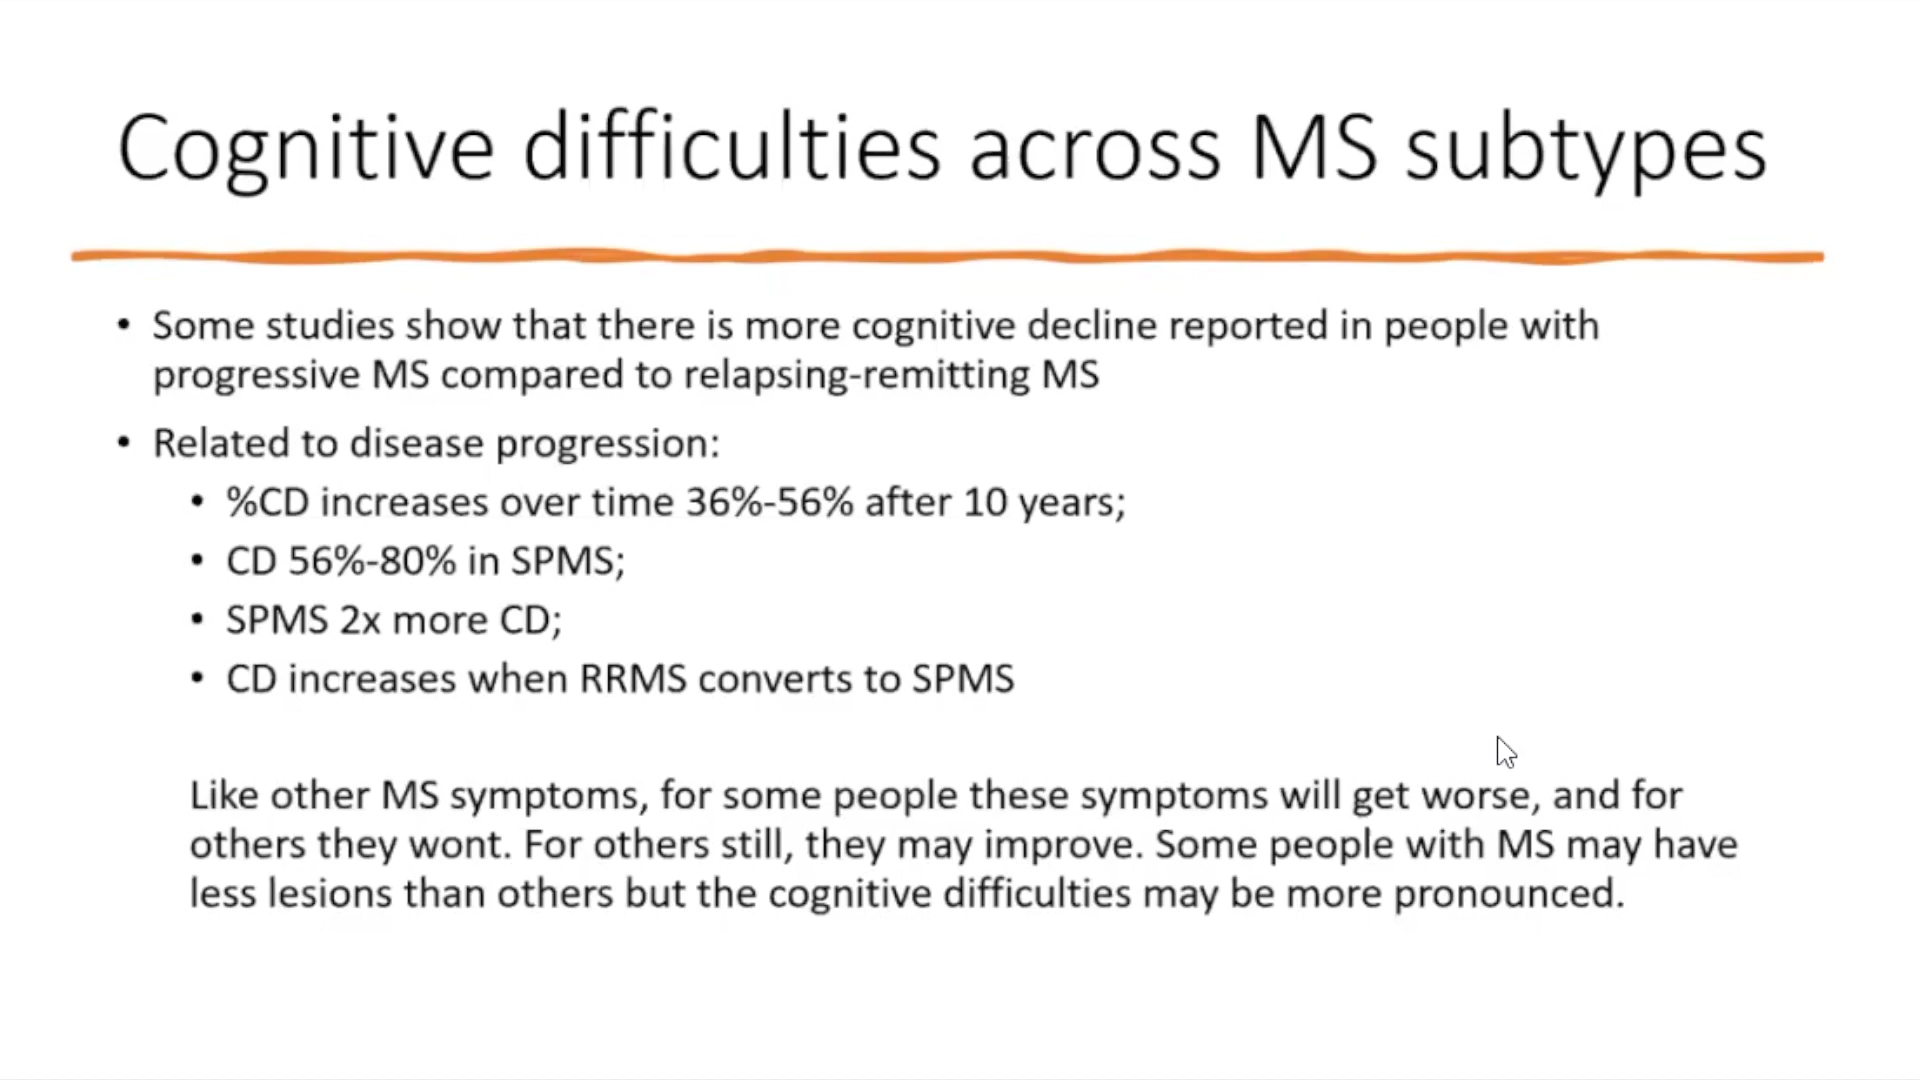 Cognitive difficulties across MS subtypes
• Some studies show that there is more cognitive decline reported in people with
progressive MS compared to relapsing-remitting MS
• Related to disease progression:
• %CD increases over time 36%-56% after 10 years;
• CD 56%-80% in SPMS;
• SPMS 2x more CD;
• CD increases when RRMS converts to SPMS
Like other MS symptoms, for some people these symptoms will get worse, and for
others they wont. For others still, they may improve. Some people with MS may have
less lesions than others but the cognitive difficulties may be more pronounced.